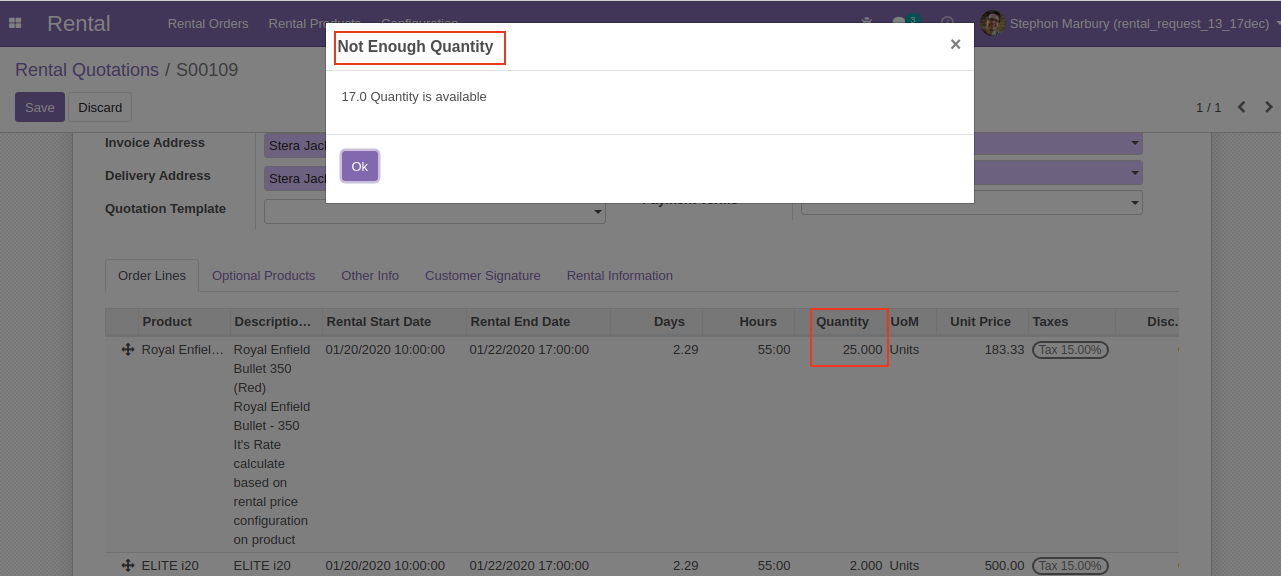 Rental Rental Orders Rental Products Configuration 3 Stephon Marbury (rental_request_13_17dec)
Not Enough Quantity ×
Rental Quotations / S00109
17.0 Quantity is available
Save Discard 1 / 1
Invoice Address Stera Jac
Ok
Delivery Address Stera Jac
Quotation Template Payment Terms
Order Lines Optional Products Other Info Customer Signature Rental Information
Product Descriptio... Rental Start Date Rental End Date Days Hours Quantity UoM Unit Price Taxes Disc.
Royal Enfiel... Royal Enfield 01/20/2020 10:00:00 01/22/2020 17:00:00 2.29 55:00 25.000 Units 183.33 Tax 15.00%
Bullet 350
(Red)
Royal Enfield
Bullet - 350
It's Rate
calculate
based on
rental price
configuration
on product
ELITE i20 ELITE i20 01/20/2020 10:00:00 01/22/2020 17:00:00 2.29 55:00 2.000 Units 500.00 Tax 15.00%